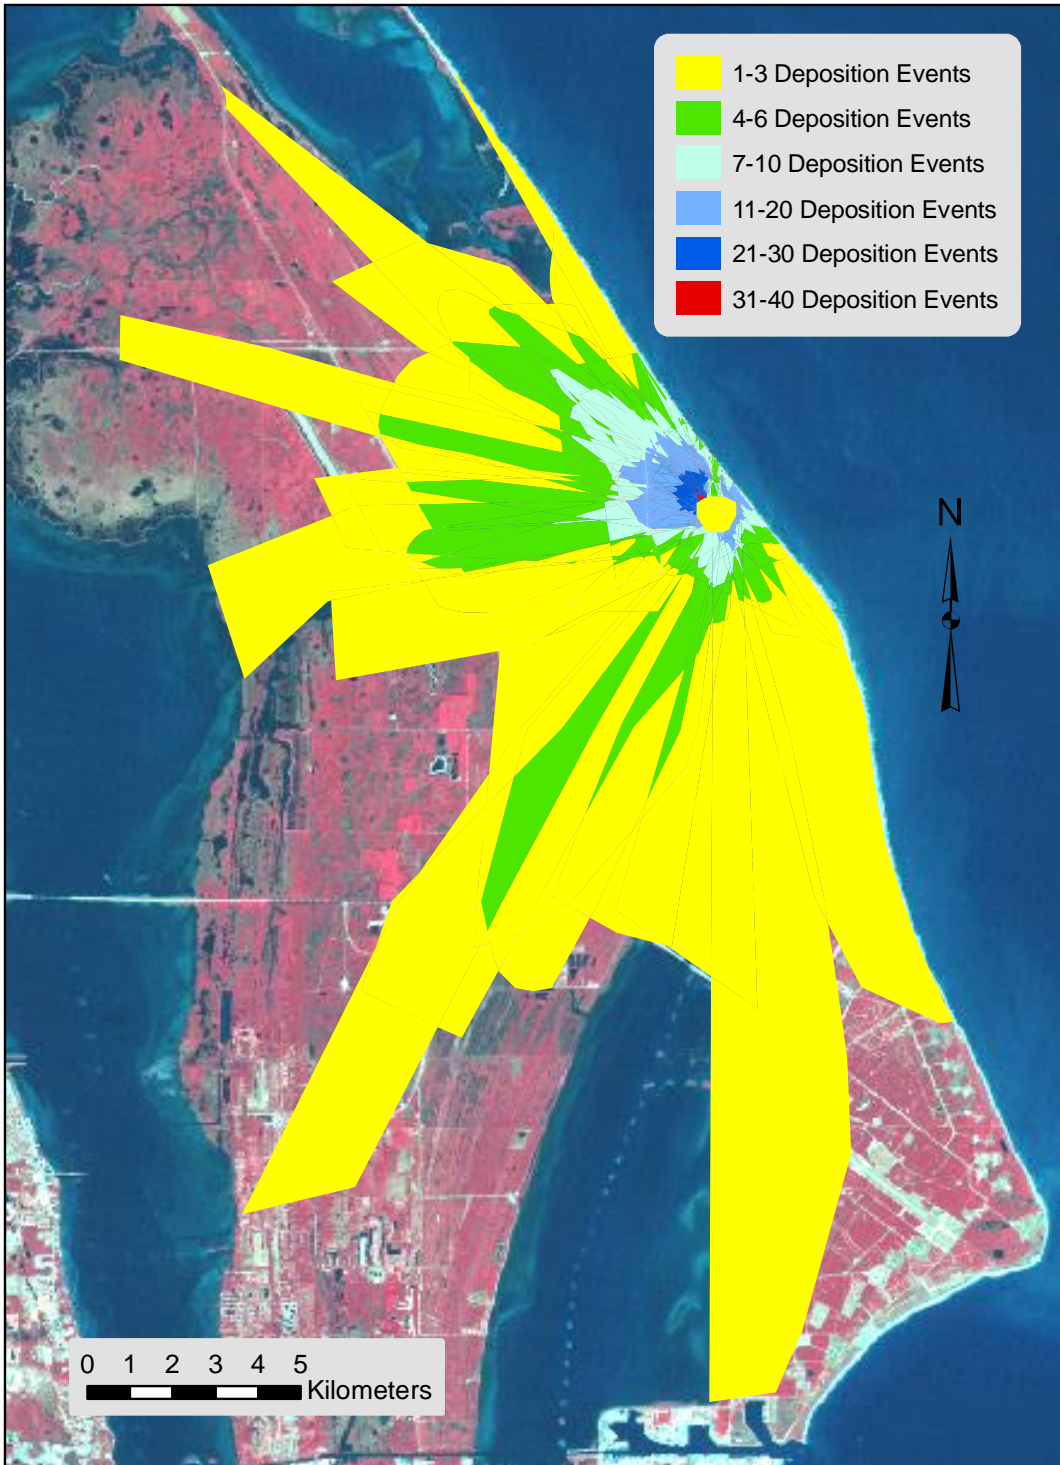 1-3 Deposition Events
4-6 Deposition Events
7-10 Deposition Events
11-20 Deposition Events
21-30 Deposition Events
31-40 Deposition Events
N
0 1 2 3 4 5
Kilometers